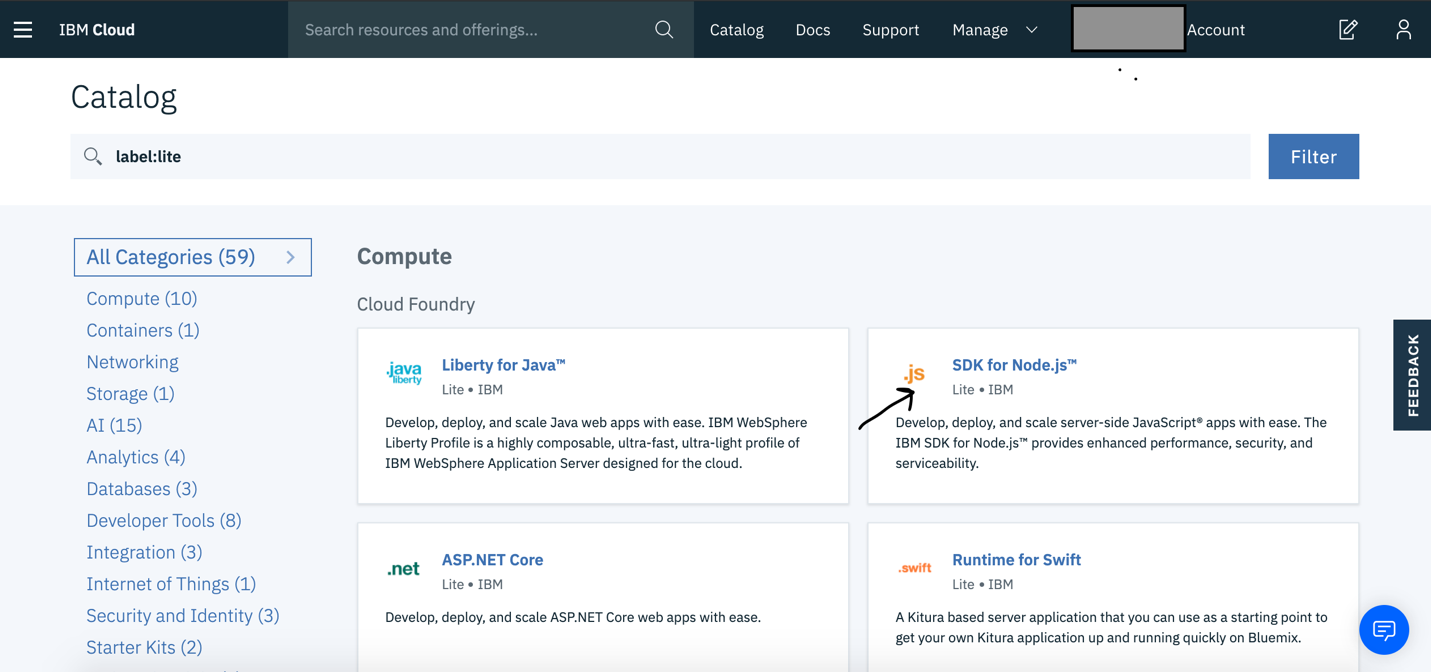 IBM Cloud
Search resources and offerings...
Catalog
Docs
Support
Manage
Account
Catalog
label:lite
Filter
All Categories (59)
Compute (10)
Containers (1)
Networking
Storage (1)
AI (15)
Analytics (4)
Databases (3)
Developer Tools (8)
Integration (3)
Internet of Things (1)
Security and Identity (3)
Starter Kits (2)
Compute
Cloud Foundry
.java
liberty
Liberty for Java™
Lite • IBM
Develop, deploy, and scale Java web apps with ease. IBM WebSphere
Liberty Profile is a highly composable, ultra-fast, ultra-light profile of
IBM WebSphere Application Server designed for the cloud.
.js
SDK for Node.js™
Lite • IBM
Develop, deploy, and scale server-side JavaScript® apps with ease. The
IBM SDK for Node.js™ provides enhanced performance, security, and
serviceability.
.net
ASP.NET Core
Lite • IBM
Develop, deploy, and scale ASP.NET Core web apps with ease.
.swift
Runtime for Swift
Lite • IBM
A Kitura based server application that you can use as a starting point to
get your own Kitura application up and running quickly on Bluemix.
FEEDBACK